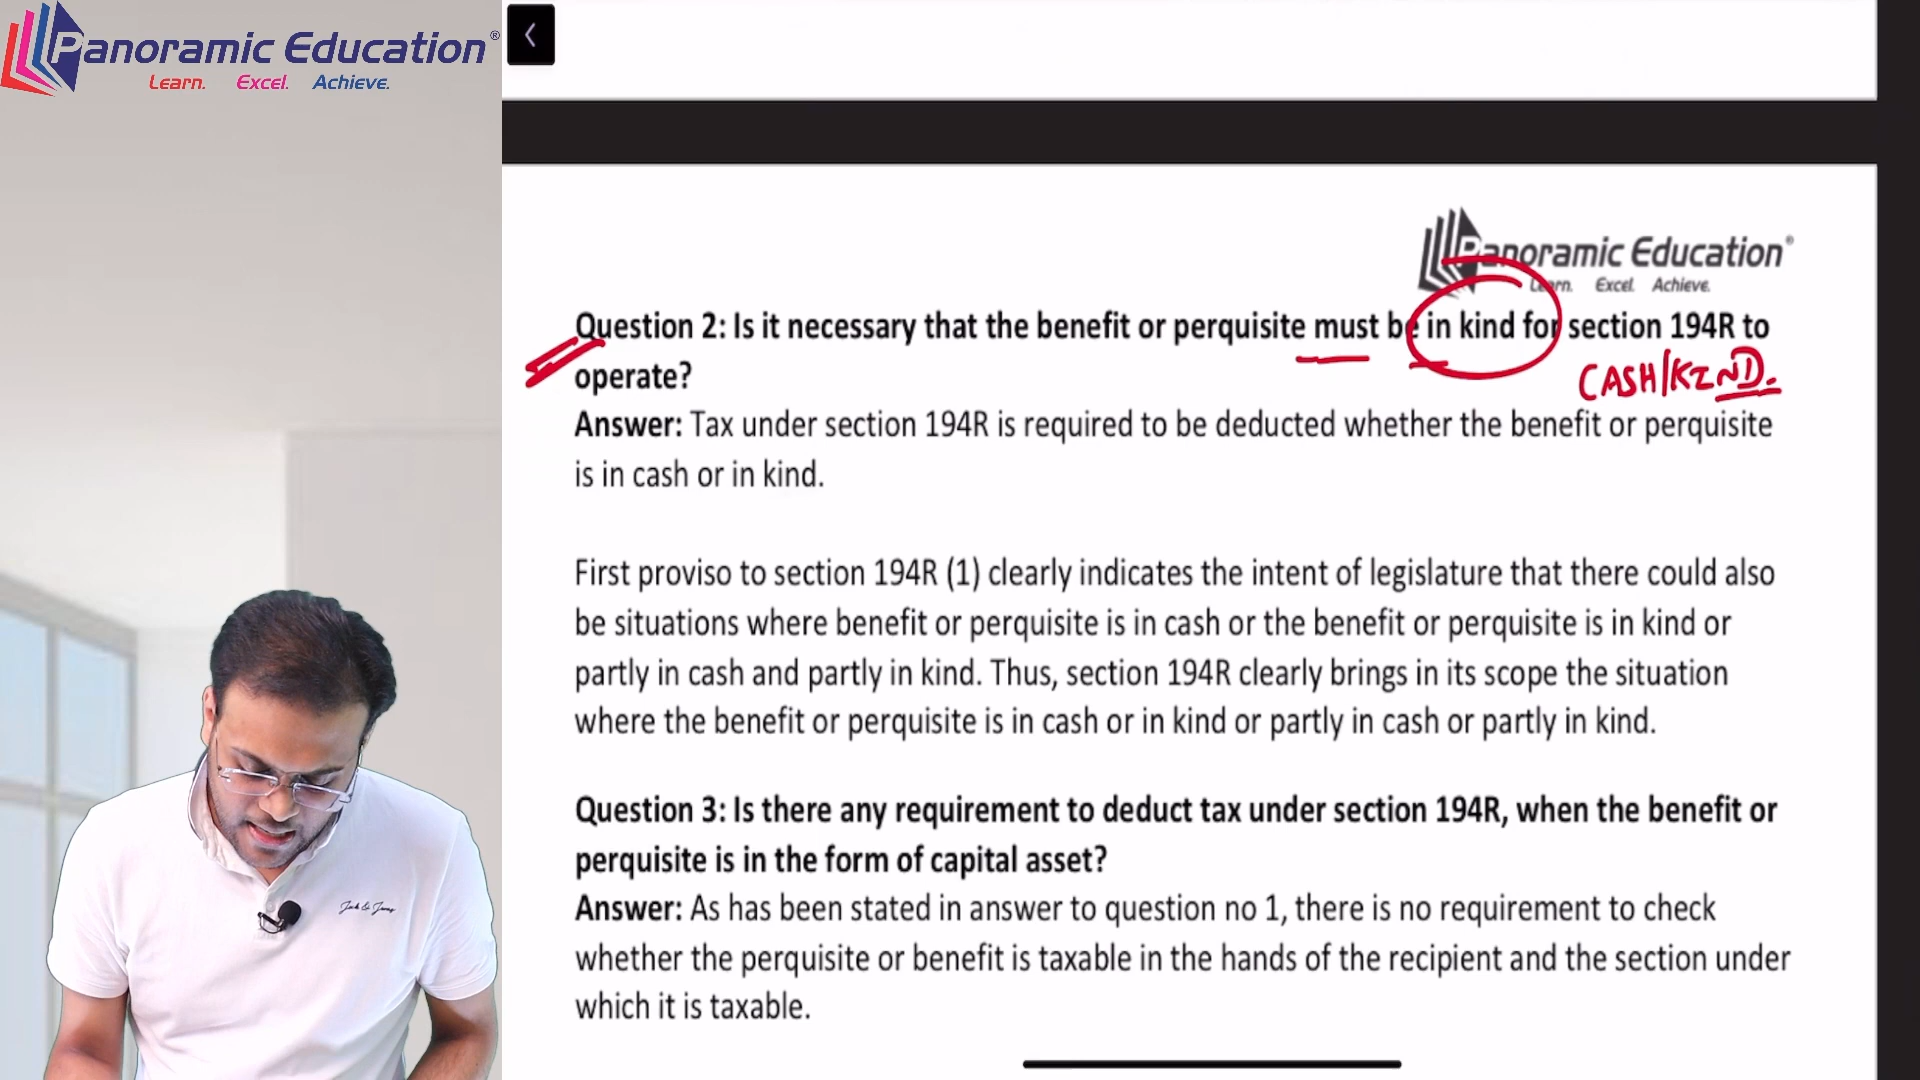 Panoramic Education®
Learn. Excel. Achieve.
Panoramic Education®
Learn. Excel. Achieve.
Question 2: Is it necessary that the benefit or perquisite must be in kind for section 194R to
operate?
CASH/KIND.
Answer: Tax under section 194R is required to be deducted whether the benefit or perquisite
is in cash or in kind.
First proviso to section 194R (1) clearly indicates the intent of legislature that there could also
be situations where benefit or perquisite is in cash or the benefit or perquisite is in kind or
partly in cash and partly in kind. Thus, section 194R clearly brings in its scope the situation
where the benefit or perquisite is in cash or in kind or partly in cash or partly in kind.
Question 3: Is there any requirement to deduct tax under section 194R, when the benefit or
perquisite is in the form of capital asset?
Answer: As has been stated in answer to question no 1, there is no requirement to check
whether the perquisite or benefit is taxable in the hands of the recipient and the section under
which it is taxable.